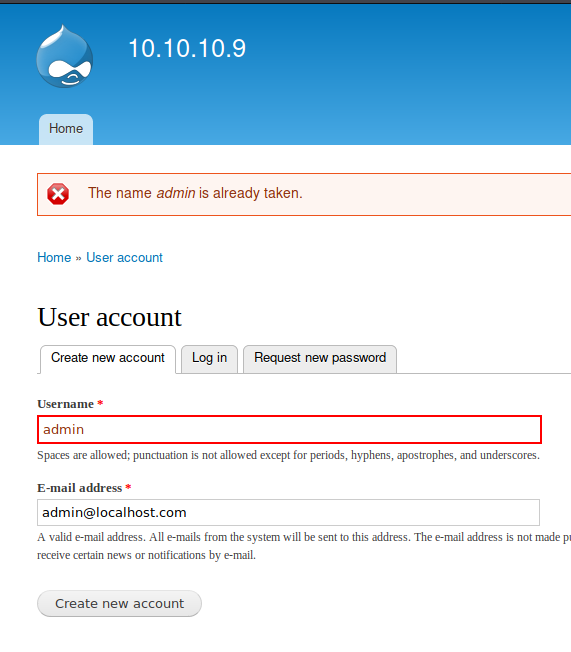 10.10.10.9
Home
The name admin is already taken.
Home » User account
User account
Create new account Log in Request new password
Username *
admin
Spaces are allowed; punctuation is not allowed except for periods, hyphens, apostrophes, and underscores.
E-mail address *
admin@localhost.com
A valid e-mail address. All e-mails from the system will be sent to this address. The e-mail address is not made
receive certain news or notifications by e-mail.
Create new account